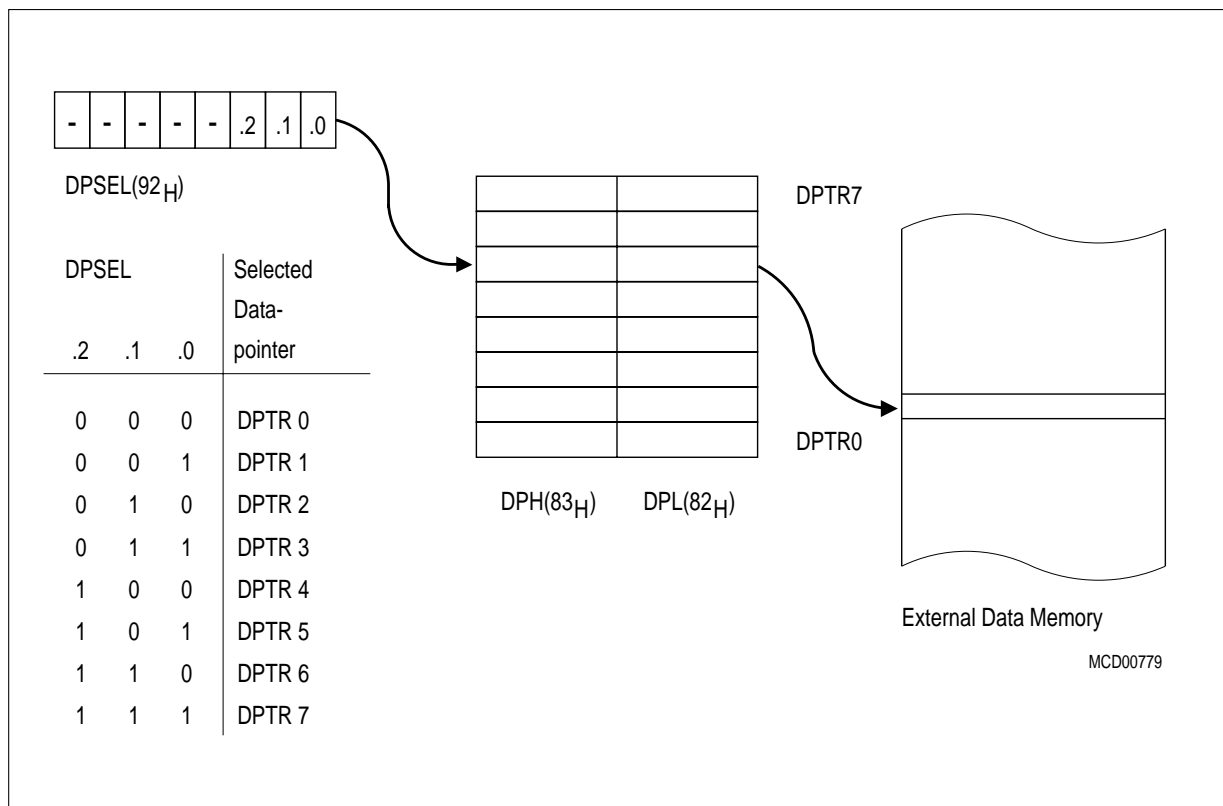 - - - - - .2 .1 .0
DPSEL(92H)
DPSEL Selected
Data-
.2 .1 .0 pointer
0 0 0 DPTR 0
0 0 1 DPTR 1
0 1 0 DPTR 2
0 1 1 DPTR 3
1 0 0 DPTR 4
1 0 1 DPTR 5
1 1 0 DPTR 6
1 1 1 DPTR 7
DPTR7
DPTR0
DPH(83H) DPL(82H)
External Data Memory
MCD00779